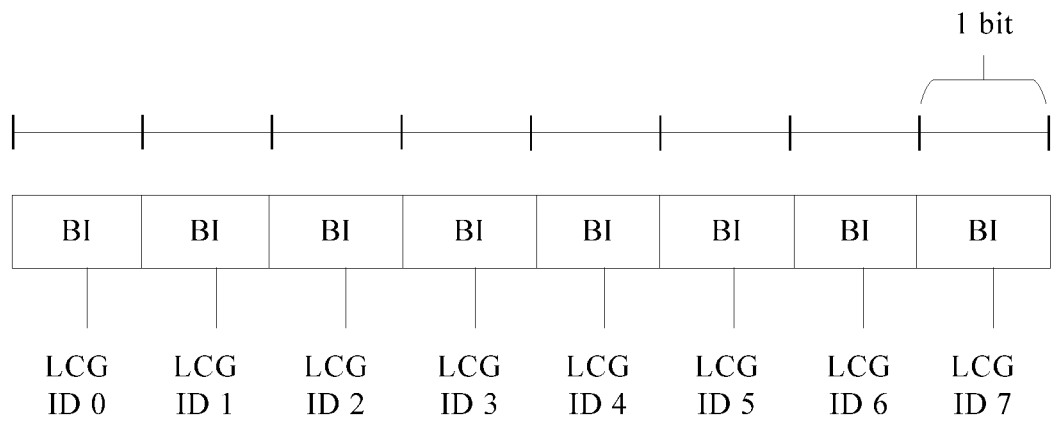 1 bit
BI BI BI BI BI BI BI BI
LCG LCG LCG LCG LCG LCG LCG LCG
ID 0 ID 1 ID 2 ID 3 ID 4 ID 5 ID 6 ID 7